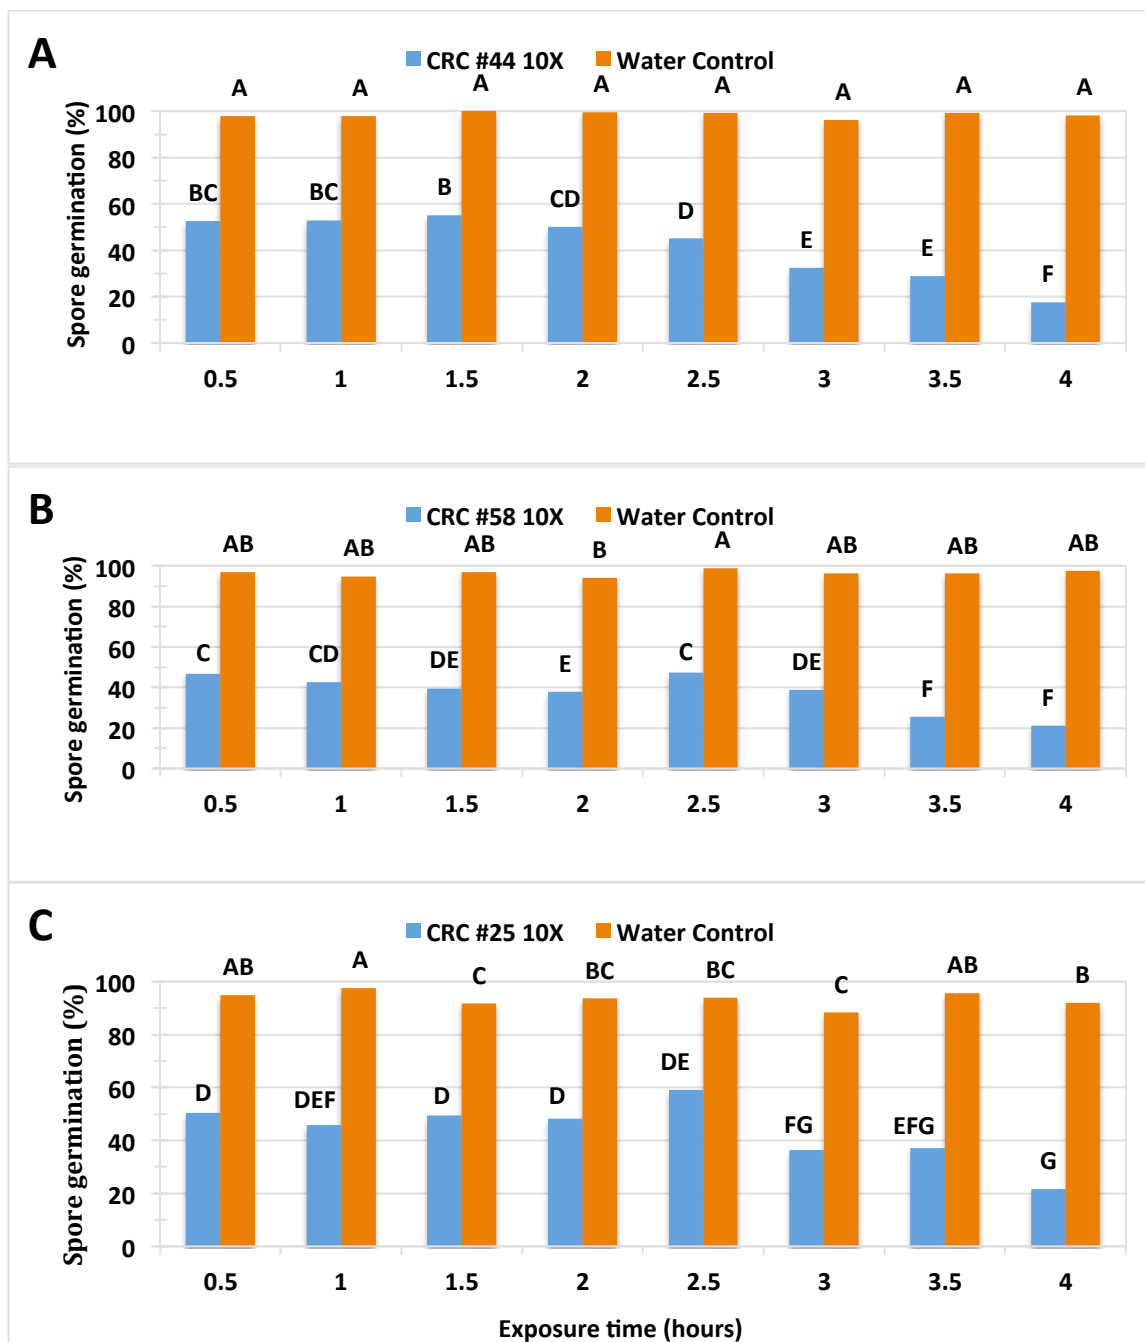 A
CRC #44 10X Water Control
A A A A A A A A
BC BC B CD D E E F
Spore germination (%)
100
80
60
40
20
0
0.5 1 1.5 2 2.5 3 3.5 4
B
CRC #58 10X Water Control
AB AB AB B A AB AB AB
C CD DE E C DE F F
Spore germination (%)
100
80
60
40
20
0
0.5 1 1.5 2 2.5 3 3.5 4
C
CRC #25 10X Water Control
AB A C BC BC C AB B
D DEF D D DE FG EFG G
Spore germination (%)
100
80
60
40
20
0
0.5 1 1.5 2 2.5 3 3.5 4
Exposure time (hours)